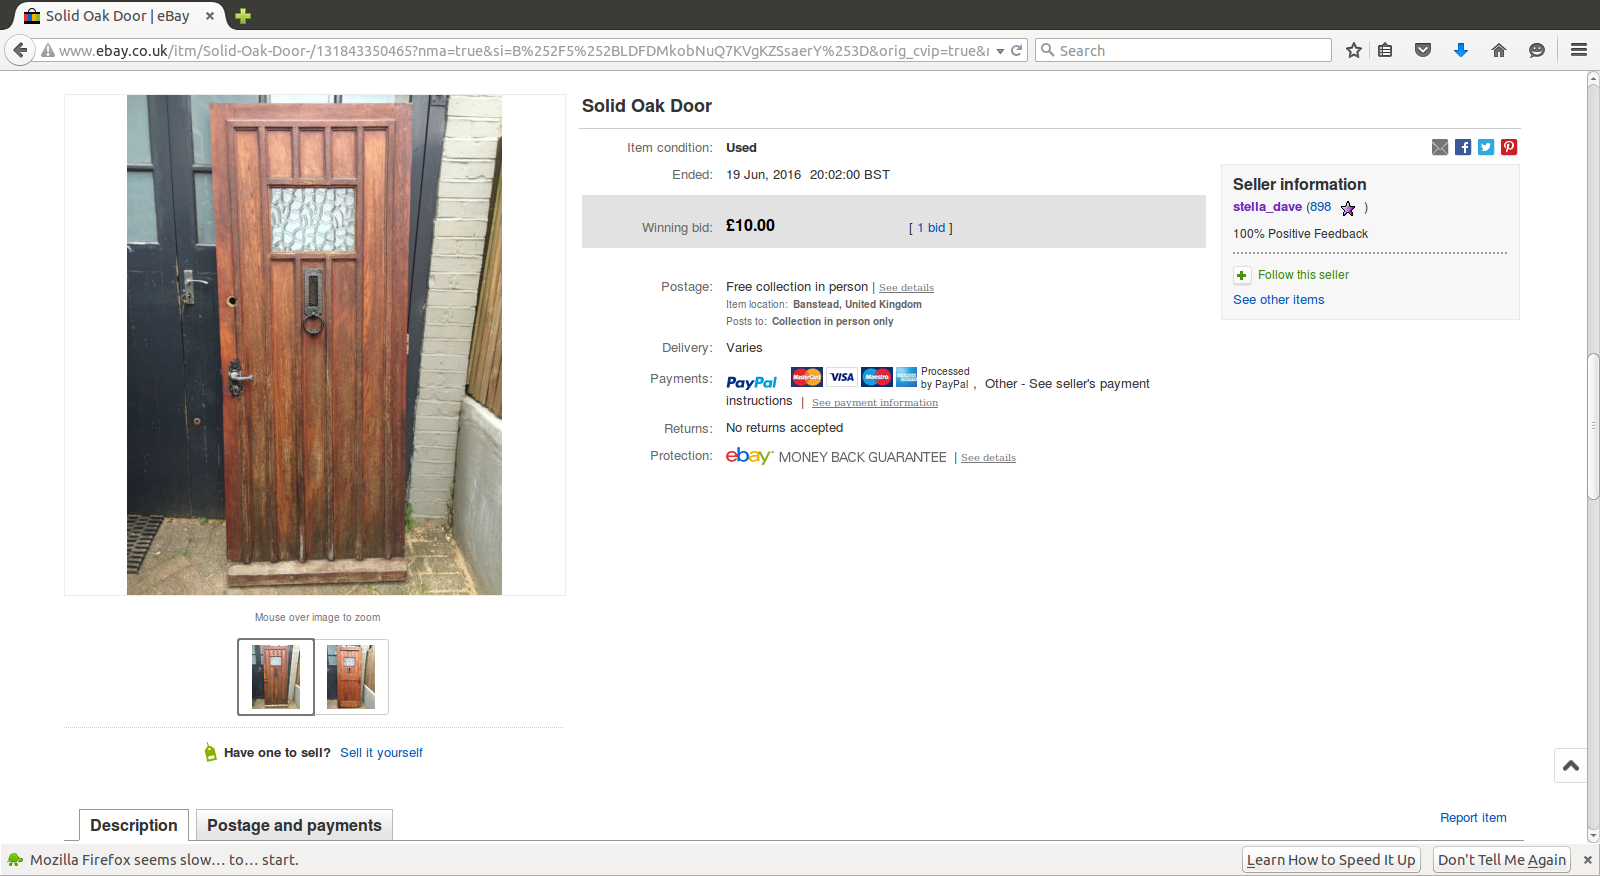 Solid Oak Door | eBay
www.ebay.co.uk/itm/Solid-Oak-Door-/131843350465?nma=true&si=B%252F5%252BLDFDMkobNuQ7KVgKZSsaerY%253D&orig_cvip=true&r
Search
Solid Oak Door
Item condition: Used
Ended: 19 Jun, 2016 20:02:00 BST
Winning bid: £10.00 [ 1 bid ]
Postage: Free collection in person | See details
Item location: Banstead, United Kingdom
Posts to: Collection in person only
Delivery: Varies
Payments: PayPal MasterCard VISA Maestro Processed by PayPal , Other - See seller's payment
instructions | See payment information
Returns: No returns accepted
Protection: ebay MONEY BACK GUARANTEE | See details
Seller information
stella_dave (898 )
100% Positive Feedback
Follow this seller
See other items
Mouse over image to zoom
Have one to sell? Sell it yourself
Report item
Description Postage and payments
Mozilla Firefox seems slow… to… start.
Learn How to Speed It Up Don't Tell Me Again